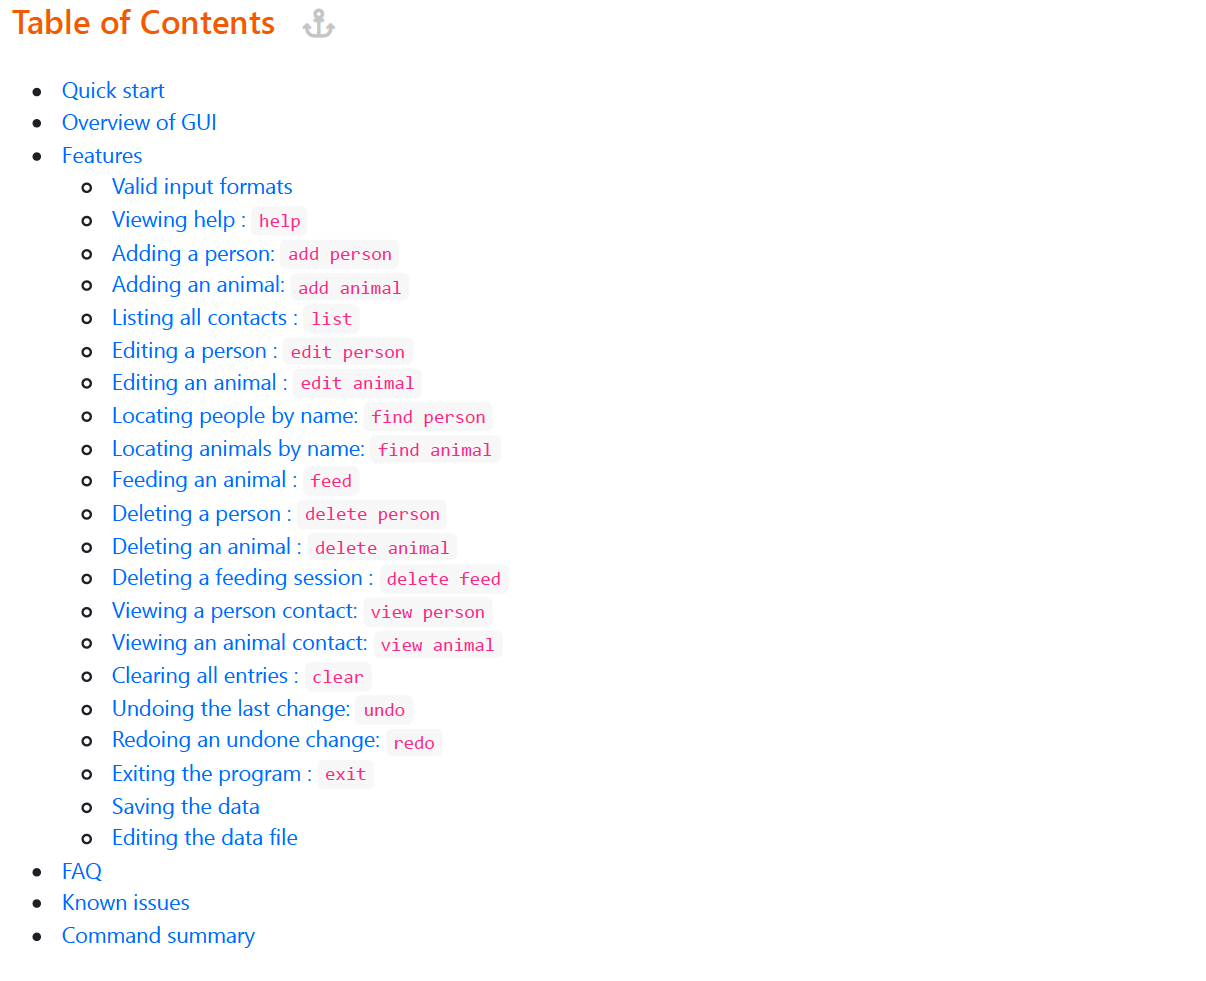 Table of Contents
Quick start
Overview of GUI
Features
Valid input formats
Viewing help : help
Adding a person: add person
Adding an animal: add animal
Listing all contacts : list
Editing a person : edit person
Editing an animal : edit animal
Locating people by name: find person
Locating animals by name: find animal
Feeding an animal : feed
Deleting a person : delete person
Deleting an animal : delete animal
Deleting a feeding session : delete feed
Viewing a person contact: view person
Viewing an animal contact: view animal
Clearing all entries : clear
Undoing the last change: undo
Redoing an undone change: redo
Exiting the program : exit
Saving the data
Editing the data file
FAQ
Known issues
Command summary